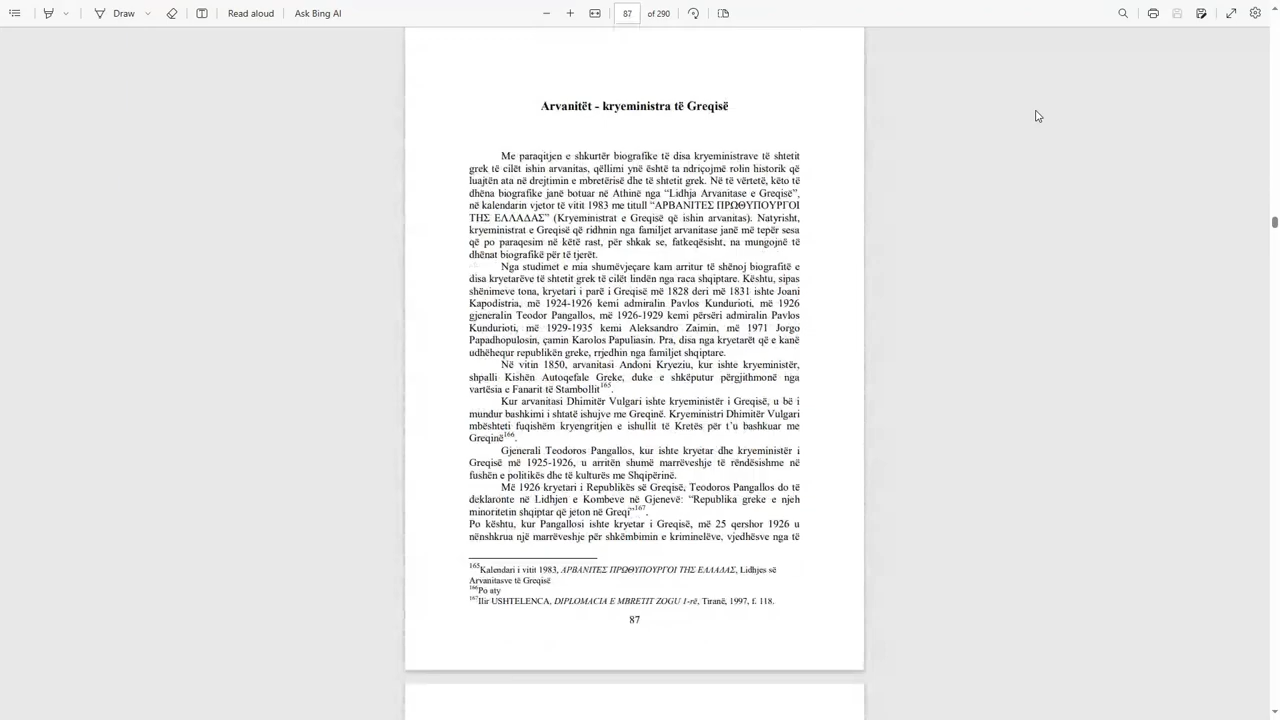 Draw
Read aloud
Ask Bing AI
87
of 290
Arvanitët - kryeministra të Greqisë
Me paraqitjen e shkurtër biografike të disa kryeministrave të shtetit
grek të cilët ishin arvanitas, qëllimi ynë është ta ndriçojmë rolin historik që
luajtën ata në drejtimin e mbretërisë dhe të shtetit grek. Në të vërtetë, këto të
dhëna biografike janë botuar në Athinë nga “Lidhja Arvanitase e Greqisë”,
në kalendarin vjetor të vitit 1983 me titull “ΑΡΒΑΝΙΤΕΣ ΠΡΩΘΥΠΟΥΡΓΟΙ
ΤΗΣ ΕΛΛΑΔΑΣ” (Kryeministrat e Greqisë që ishin arvanitas). Natyrisht,
kryeministrat e Greqisë që ridhnin nga familjet arvanitase janë më tepër sesa
që po paraqesim në këtë rast, për shkak se, fatkeqësisht, na mungojnë të
dhënat biografikë për të tjerët.
Nga studimet e mia shumëvjeçare kam arritur të shënoj biografitë e
disa kryetarëve të shtetit grek të cilët lindën nga raca shqiptare. Kështu, sipas
shënimeve tona, kryetari i parë i Greqisë më 1828 deri më 1831 ishte Joani
Kapodistria, më 1924-1926 kemi admiralin Pavlos Kundurioti, më 1926
gjeneralin Teodor Pangallos, më 1926-1929 kemi përsëri admiralin Pavlos
Kundurioti, më 1929-1935 kemi Aleksandro Zaimin, më 1971 Jorgo
Papadhopulosin, çamin Karolos Papuliasin. Pra, disa nga kryetarët që e kanë
udhëhequr republikën greke, rrjedhin nga familjet shqiptare.
Në vitin 1850, arvanitasi Andoni Kryeziu, kur ishte kryeministër,
shpalli Kishën Autoqefale Greke, duke e shkëputur përgjithmonë nga
vartësia e Fanarit të Stambollit165.
Kur arvanitasi Dhimitër Vulgari ishte kryeministër i Greqisë, u bë i
mundur bashkimi i shtatë ishujve me Greqinë. Kryeministri Dhimitër Vulgari
mbështeti fuqishëm kryengritjen e ishullit të Kretës për t’u bashkuar me
Greqinë166.
Gjenerali Teodoros Pangallos, kur ishte kryetar dhe kryeministër i
Greqisë më 1925-1926, u arritën shumë marrëveshje të rëndësishme në
fushën e politikës dhe të kulturës me Shqipërinë.
Më 1926 kryetari i Republikës së Greqisë, Teodoros Pangallos do të
deklaronte në Lidhjen e Kombeve në Gjenevë: “Republika greke e njeh
minoritetin shqiptar që jeton në Greqi”167.
Po kështu, kur Pangallosi ishte kryetar i Greqisë, më 25 qershor 1926 u
nënshkrua një marrëveshje për shkëmbimin e kriminelëve, vjedhësve nga të
165Kalendari i vitit 1983, ΑΡΒΑΝΙΤΕΣ ΠΡΩΘΥΠΟΥΡΓΟΙ ΤΗΣ ΕΛΛΑΔΑΣ, Lidhjes së
Arvanitasve të Greqisë
166Po aty
167Ilir USHTELENCA, DIPLOMACIA E MBRETIT ZOGU 1-rë, Tiranë, 1997, f. 118.
87